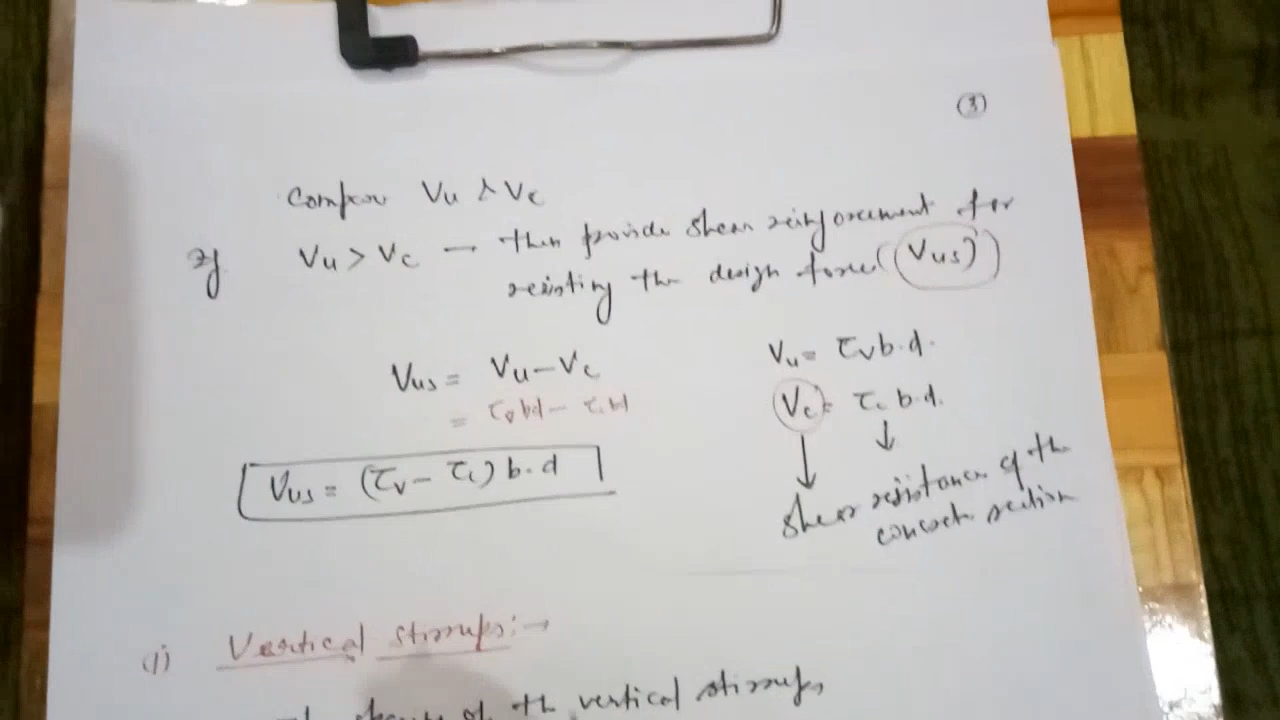 (3)
Compare Vu & Vc
If Vu > Vc — then provide shear reinforcement for
resisting the design force (Vus)
Vus = Vu - Vc
= τv bd - τc bd
Vus = (τv - τc) b.d
Vu = τv b.d.
Vc = τc b.d.
Shear resistance of the
concrete section
(1) Vertical stirrups:→
of the vertical stirrups